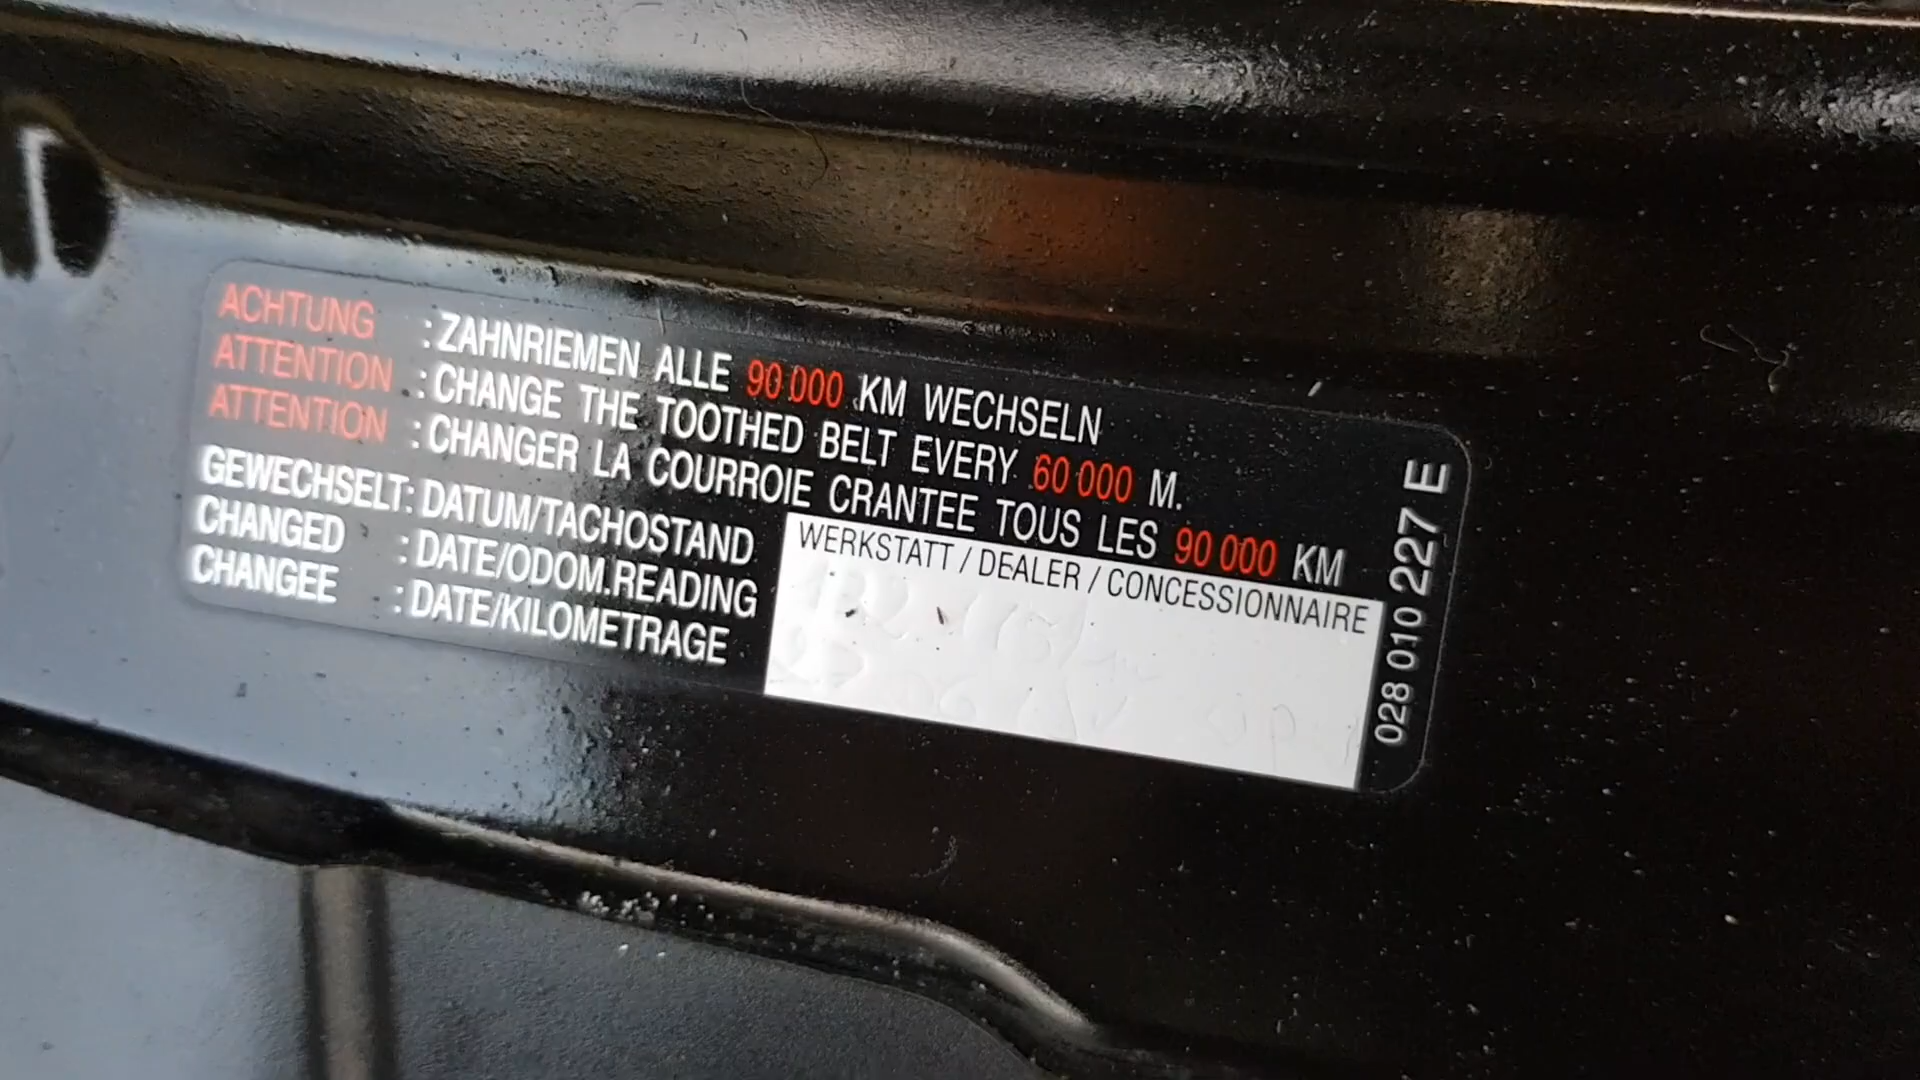 ACHTUNG : ZAHNRIEMEN ALLE 90 000 KM WECHSELN
ATTENTION : CHANGE THE TOOTHED BELT EVERY 60 000 M.
ATTENTION : CHANGER LA COURROIE CRANTEE TOUS LES 90 000 KM
GEWECHSELT: DATUM/TACHOSTAND
CHANGED : DATE/ODOM.READING
CHANGEE : DATE/KILOMETRAGE
WERKSTATT / DEALER / CONCESSIONNAIRE
028 010 227 E